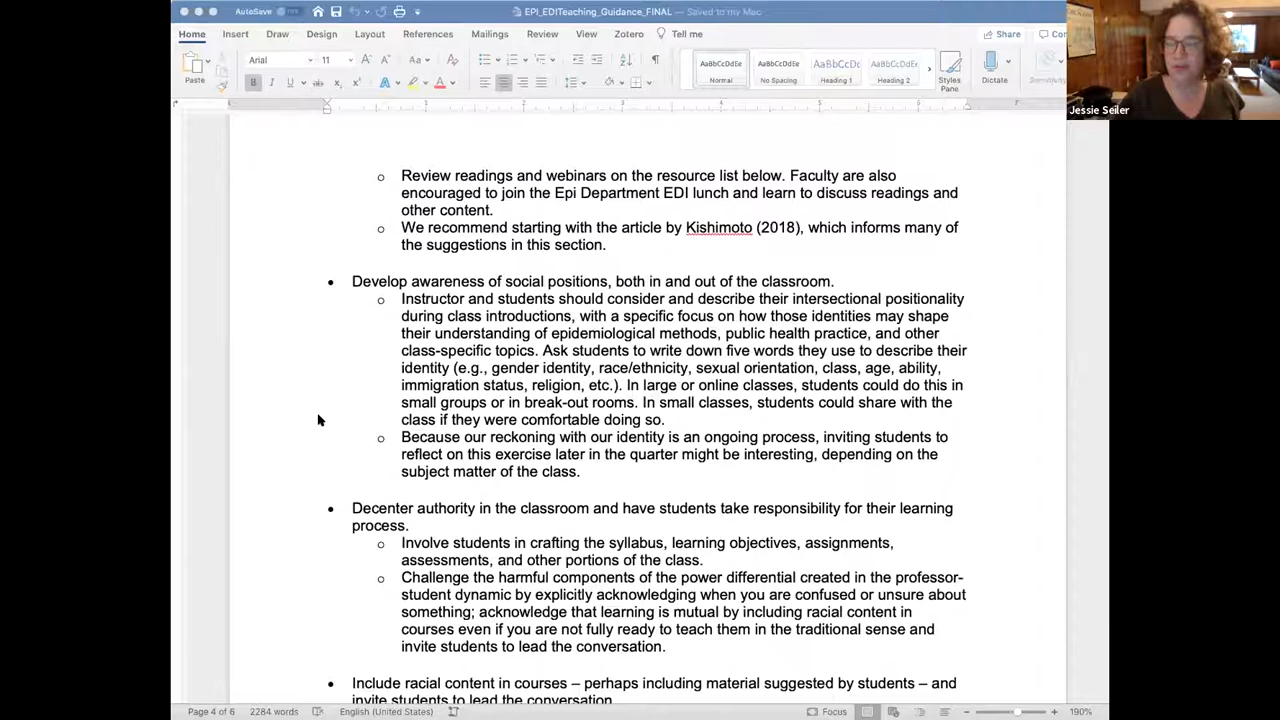 AutoSave
EPI_EDITeaching_Guidance_FINAL — Saved to my Mac
Home Insert Draw Design Layout References Mailings Review View Zotero Tell me Share
Arial 11
Paste
AaBbCcDdEe AaBbCcDdEe AaBbCcDc AaBbCcDdEe
Normal No Spacing Heading 1 Heading 2
Styles Pane
Dictate
Jessie Seiler
o Review readings and webinars on the resource list below. Faculty are also
encouraged to join the Epi Department EDI lunch and learn to discuss readings and
other content.
o We recommend starting with the article by Kishimoto (2018), which informs many of
the suggestions in this section.
• Develop awareness of social positions, both in and out of the classroom.
o Instructor and students should consider and describe their intersectional positionality
during class introductions, with a specific focus on how those identities may shape
their understanding of epidemiological methods, public health practice, and other
class-specific topics. Ask students to write down five words they use to describe their
identity (e.g., gender identity, race/ethnicity, sexual orientation, class, age, ability,
immigration status, religion, etc.). In large or online classes, students could do this in
small groups or in break-out rooms. In small classes, students could share with the
class if they were comfortable doing so.
o Because our reckoning with our identity is an ongoing process, inviting students to
reflect on this exercise later in the quarter might be interesting, depending on the
subject matter of the class.
• Decenter authority in the classroom and have students take responsibility for their learning
process.
o Involve students in crafting the syllabus, learning objectives, assignments,
assessments, and other portions of the class.
o Challenge the harmful components of the power differential created in the professor-
student dynamic by explicitly acknowledging when you are confused or unsure about
something; acknowledge that learning is mutual by including racial content in
courses even if you are not fully ready to teach them in the traditional sense and
invite students to lead the conversation.
• Include racial content in courses – perhaps including material suggested by students – and
invite students to lead the conversation.
Page 4 of 6 2284 words English (United States) Focus 190%